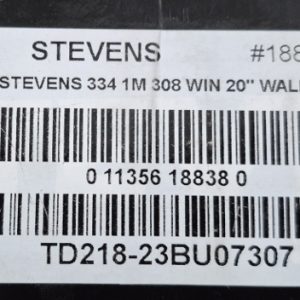 STEVENS #188
STEVENS 334 1M 308 WIN 20" WAL
0 11356 18838 0
TD218-23BU07307